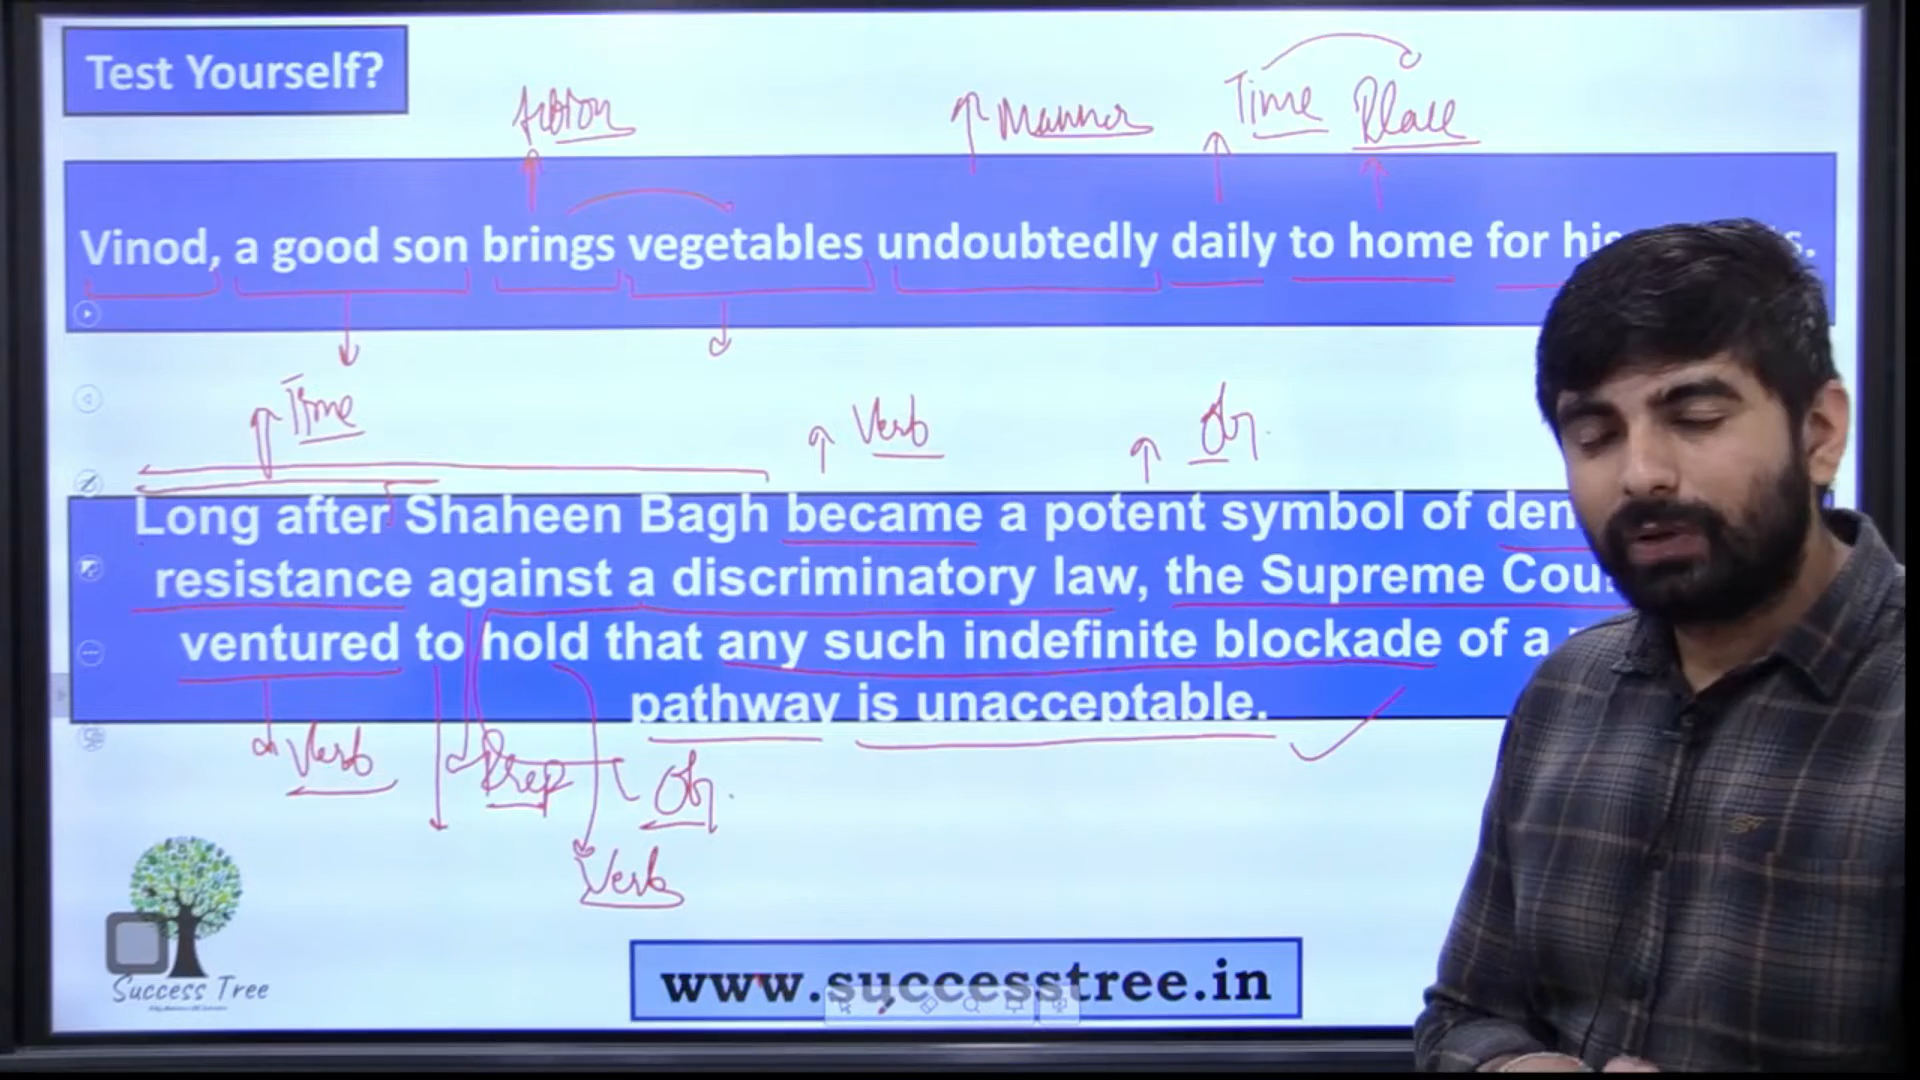 Test Yourself?
Action
Manner
Time Place
Vinod, a good son brings vegetables undoubtedly daily to home for his
Time
Verb
Obj.
Long after Shaheen Bagh became a potent symbol of
resistance against a discriminatory law, the Supreme
ventured to hold that any such indefinite blockade of a
pathway is unacceptable.
Verb
Prep
Obj.
Verb
Success Tree
www.successtree.in